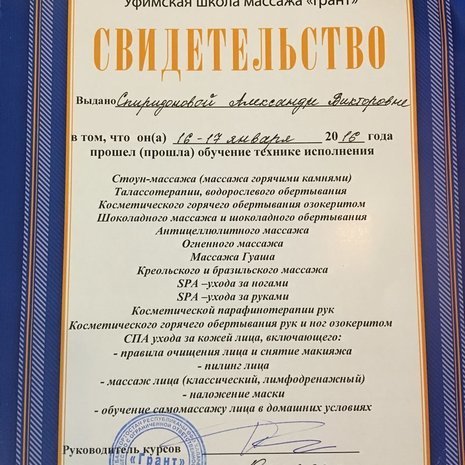 Уфимская школа массажа «Грант»
СВИДЕТЕЛЬСТВО
Выдано Спиридоновой Александре Викторовне
в том, что он(а) 16-17 января 2016 года
прошел (прошла) обучение технике исполнения
Стоун-массажа (массажа горячими камнями)
Талассотерапии, водорослевого обертывания
Косметического горячего обертывания озокеритом
Шоколадного массажа и шоколадного обертывания
Антицеллюлитного массажа
Огненного массажа
Массажа Гуаша
Креольского и бразильского массажа
SPA –ухода за ногами
SPA –ухода за руками
Косметической парафинотерапии рук
Косметического горячего обертывания рук и ног озокеритом
СПА ухода за кожей лица, включающего:
- правила очищения лица и снятие макияжа
- пилинг лица
- массаж лица (классический, лимфодренажный)
- наложение маски
- обучение самомассажу лица в домашних условиях
Руководитель курсов
«Грант»